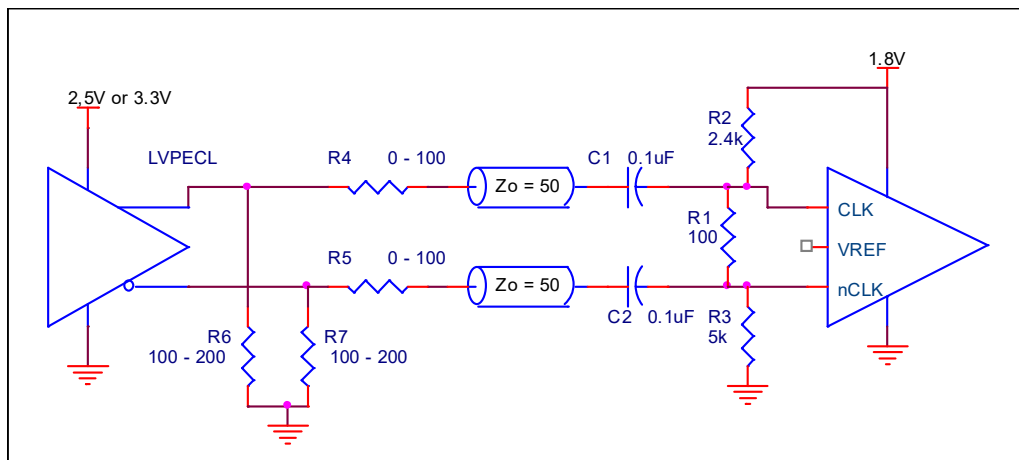 1.8V
2,5V or 3.3V
R2
2.4k
LVPECL
R4 0 - 100
Zo = 50
C1 0.1uF
R1
100
CLK
VREF
nCLK
R5 0 - 100
Zo = 50
C2 0.1uF
R3
5k
R6
100 - 200
R7
100 - 200